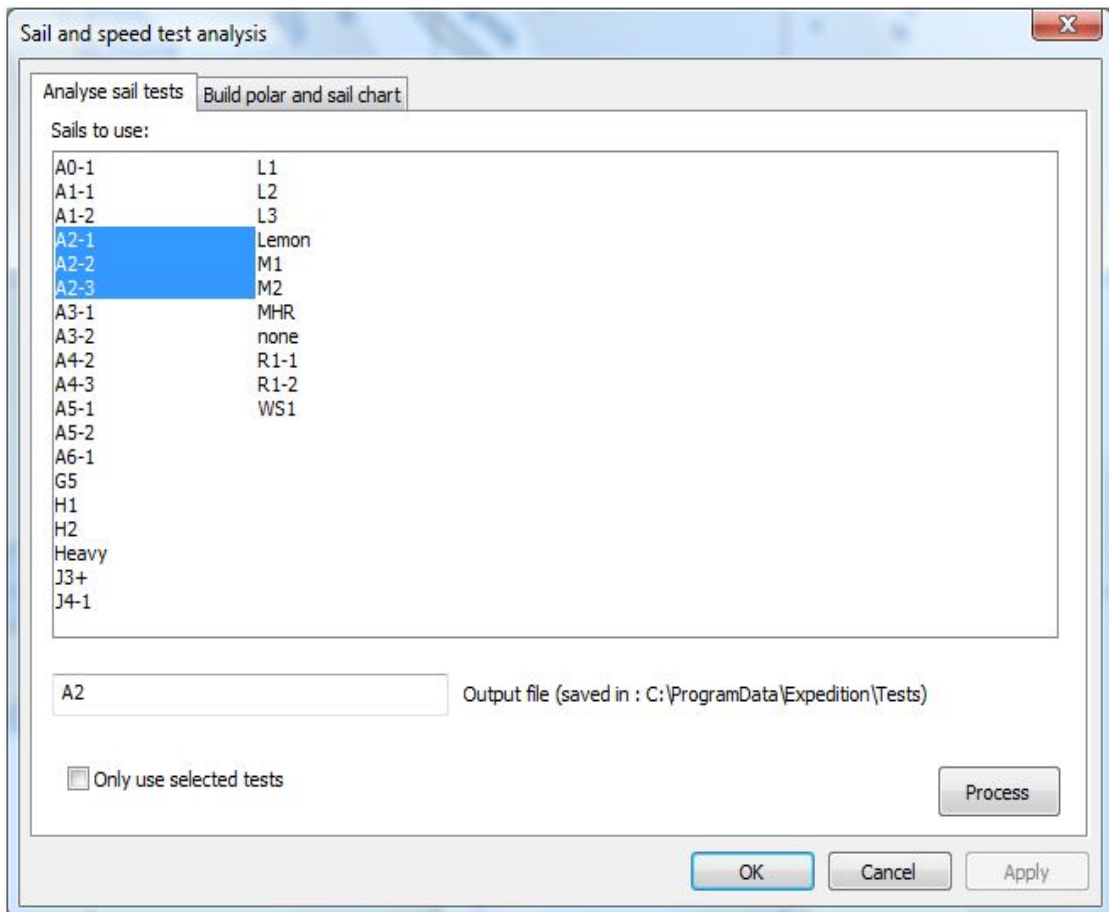 Sail and speed test analysis
X
Analyse sail tests
Build polar and sail chart
Sails to use:
A0-1
A1-1
A1-2
A2-1
A2-2
A2-3
A3-1
A3-2
A4-2
A4-3
A5-1
A5-2
A6-1
G5
H1
H2
Heavy
J3+
J4-1
L1
L2
L3
Lemon
M1
M2
MHR
none
R1-1
R1-2
WS1
A2
Output file (saved in : C:\ProgramData\Expedition\Tests)
Only use selected tests
Process
OK
Cancel
Apply